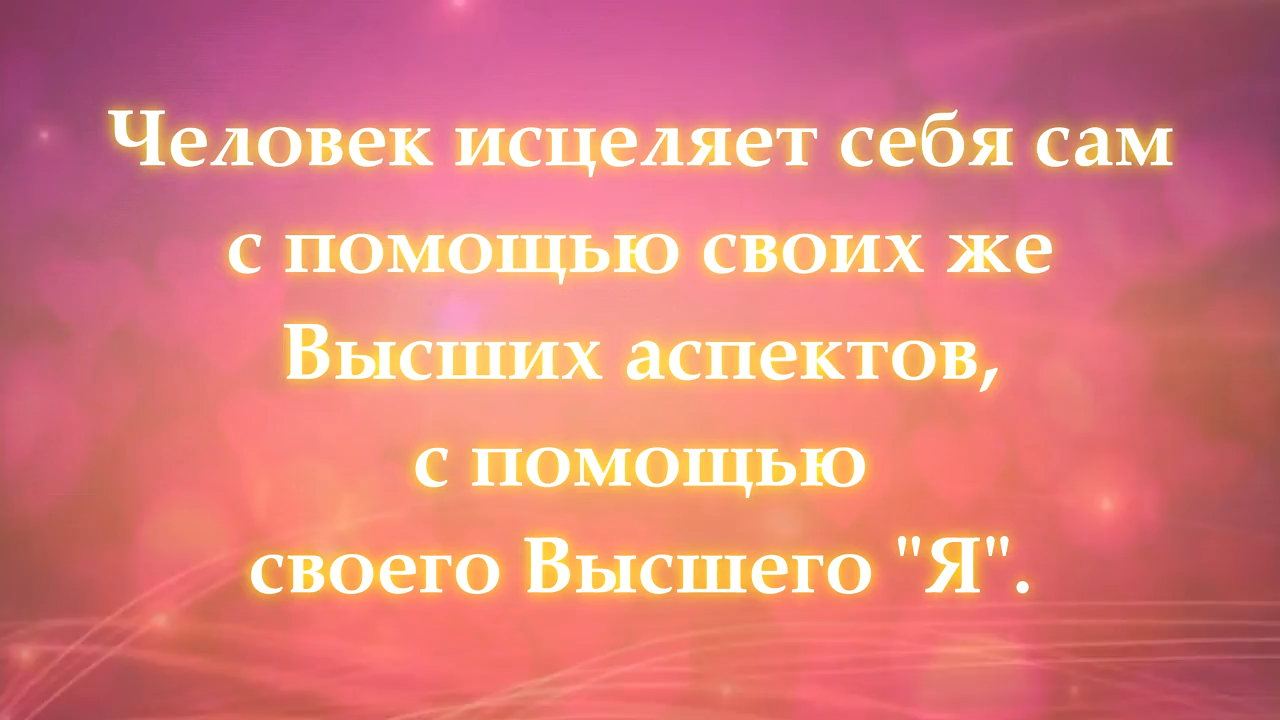 Человек исцеляет себя сам
с помощью своих же
Высших аспектов,
с помощью
своего Высшего "Я".